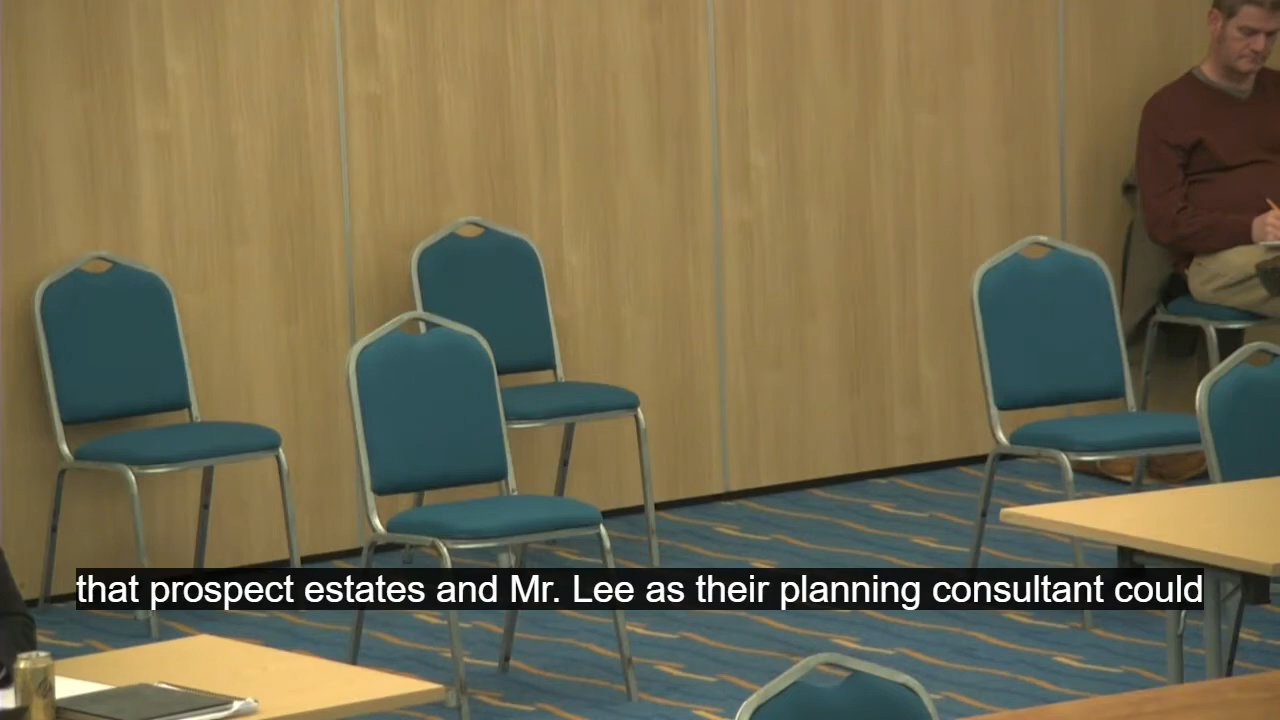 that prospect estates and Mr. Lee as their planning consultant could